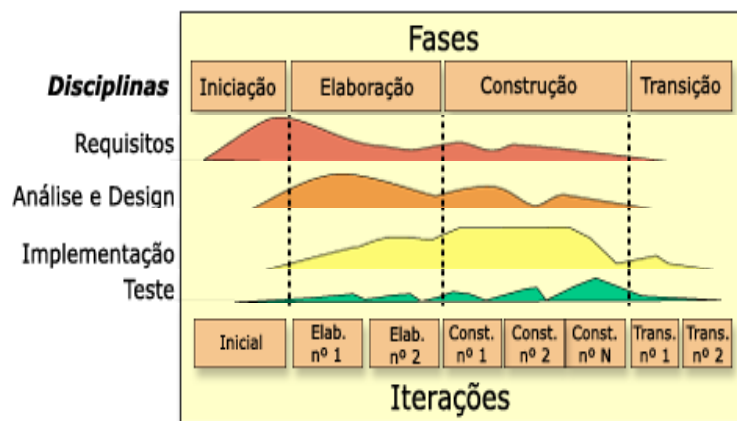 Fases
Disciplinas
Iniciação
Elaboração
Construção
Transição
Requisitos
Análise e Design
Implementação
Teste
Inicial
Elab.
nº 1
Elab.
nº 2
Const.
nº 1
Const.
nº 2
Const.
nº N
Trans.
nº 1
Trans.
nº 2
Iterações